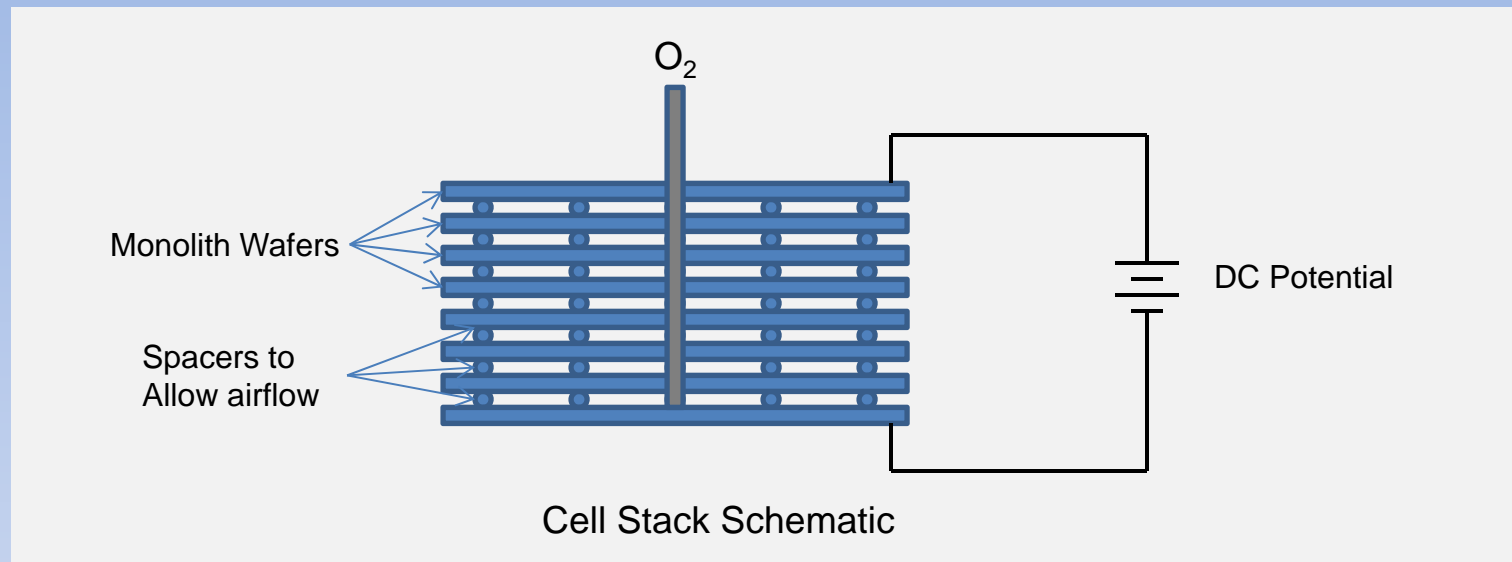 O₂
Monolith Wafers
DC Potential
Spacers to
Allow airflow
Cell Stack Schematic